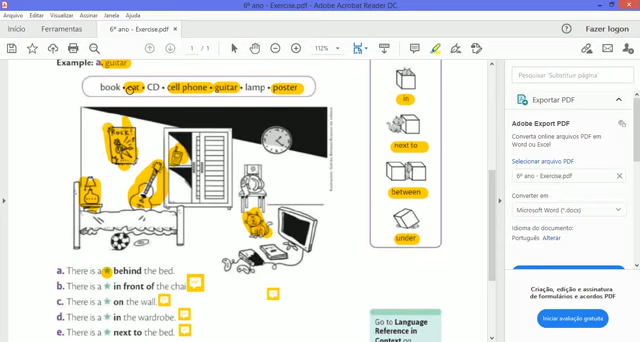 6º ano - Exercise.pdf - Adobe Acrobat Reader DC
Arquivo Editar Visualizar Assinar Janela Ajuda
Início Ferramentas 6º ano - Exercise.pdf × Fazer logon
1 / 1 112%
Example: a. guitar
book • cat • CD • cell phone • guitar • lamp • poster
ROCK!
a. There is a ★ behind the bed.
b. There is a ★ in front of the chai
c. There is a ★ on the wall.
d. There is a ★ in the wardrobe.
e. There is a ★ next to the bed.
in
next to
between
under
Go to Language
Reference in
Context on
Pesquisar 'Substituir página'
Exportar PDF
Adobe Export PDF
Converta online arquivos PDF em
Word ou Excel
Selecionar arquivo PDF
6º ano - Exercise.pdf ×
Converter em
Microsoft Word (*.docx)
Idioma do documento:
Português Alterar
Criação, edição e assinatura
de formulários e acordos PDF
Iniciar avaliação gratuita